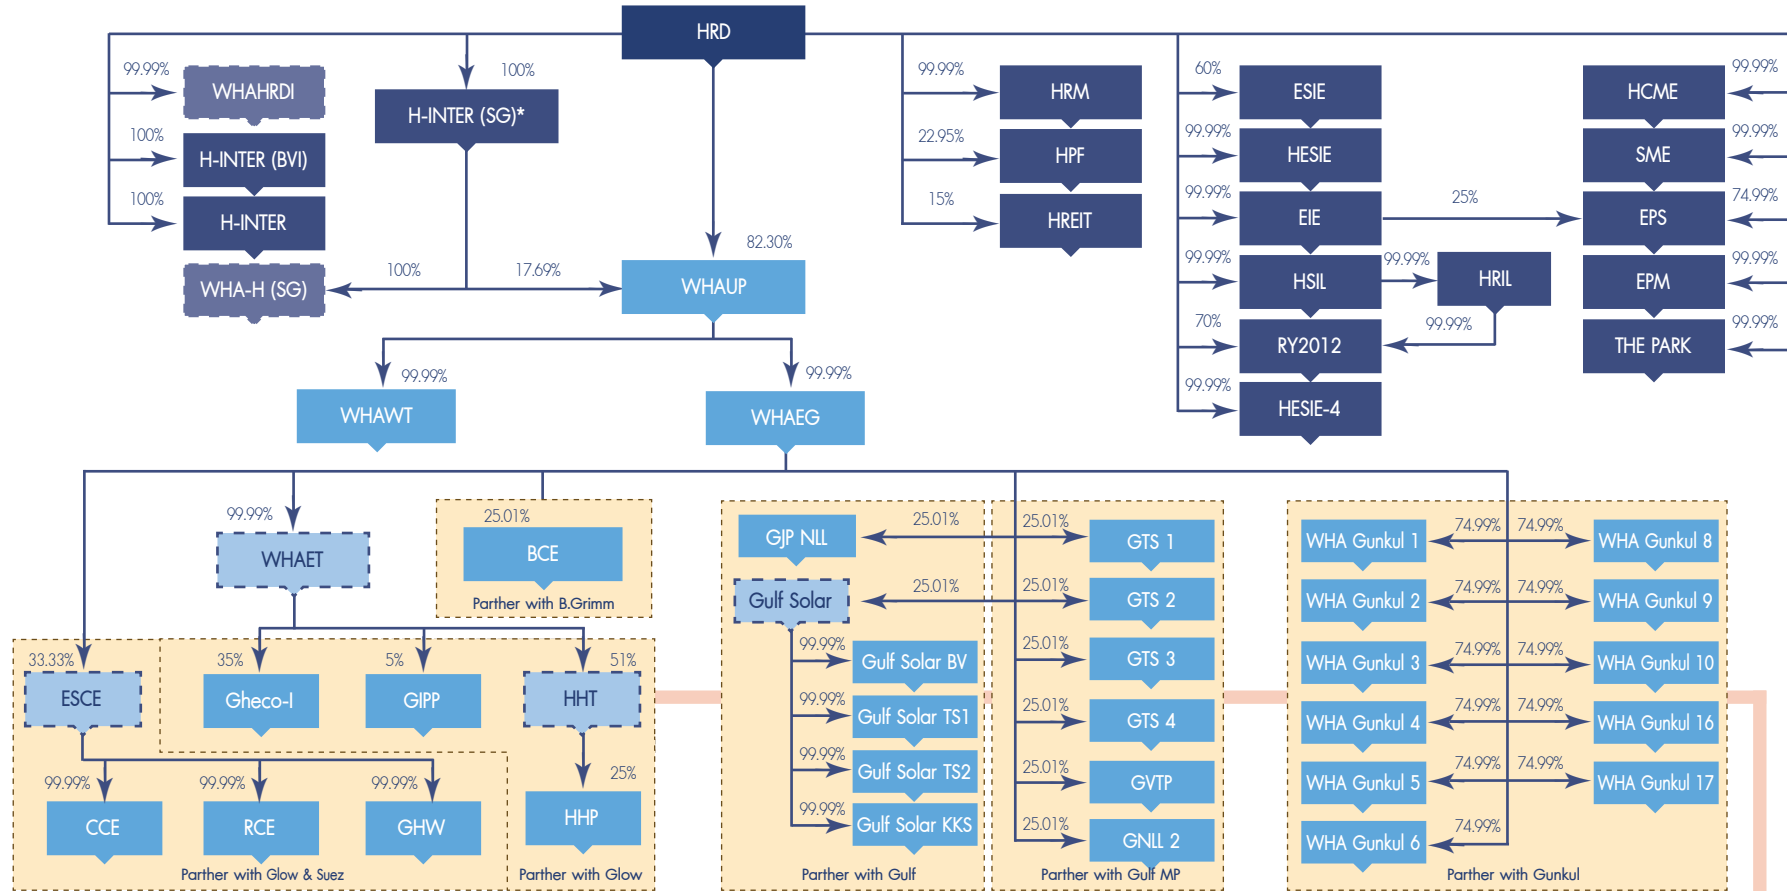 HRD
99.99%
WHAHRDI
100%
H-INTER (BVI)
100%
H-INTER
WHA-H (SG)
100%
H-INTER (SG)*
100%
17.69%
82.30%
WHAUP
99.99%
HRM
22.95%
HPF
15%
HREIT
60%
ESIE
99.99%
HESIE
99.99%
EIE
25%
99.99%
HSIL
99.99%
HRIL
99.99%
70%
RY2012
99.99%
HESIE-4
HCME
99.99%
SME
99.99%
EPS
74.99%
EPM
99.99%
THE PARK
99.99%
99.99%
WHAWT
99.99%
WHAEG
99.99%
WHAET
25.01%
BCE
Parther with B.Grimm
33.33%
ESCE
35%
Gheco-I
5%
GIPP
51%
HHT
99.99%
CCE
99.99%
RCE
99.99%
GHW
25%
HHP
Parther with Glow & Suez
Parther with Glow
GJP NLL
25.01%
Gulf Solar
25.01%
99.99%
Gulf Solar BV
99.99%
Gulf Solar TS1
99.99%
Gulf Solar TS2
99.99%
Gulf Solar KKS
Parther with Gulf
25.01%
GTS 1
25.01%
GTS 2
25.01%
GTS 3
25.01%
GTS 4
25.01%
GVTP
25.01%
GNLL 2
Parther with Gulf MP
WHA Gunkul 1
74.99%
74.99%
WHA Gunkul 8
WHA Gunkul 2
74.99%
74.99%
WHA Gunkul 9
WHA Gunkul 3
74.99%
74.99%
WHA Gunkul 10
WHA Gunkul 4
74.99%
74.99%
WHA Gunkul 16
WHA Gunkul 5
74.99%
74.99%
WHA Gunkul 17
WHA Gunkul 6
74.99%
Parther with Gunkul